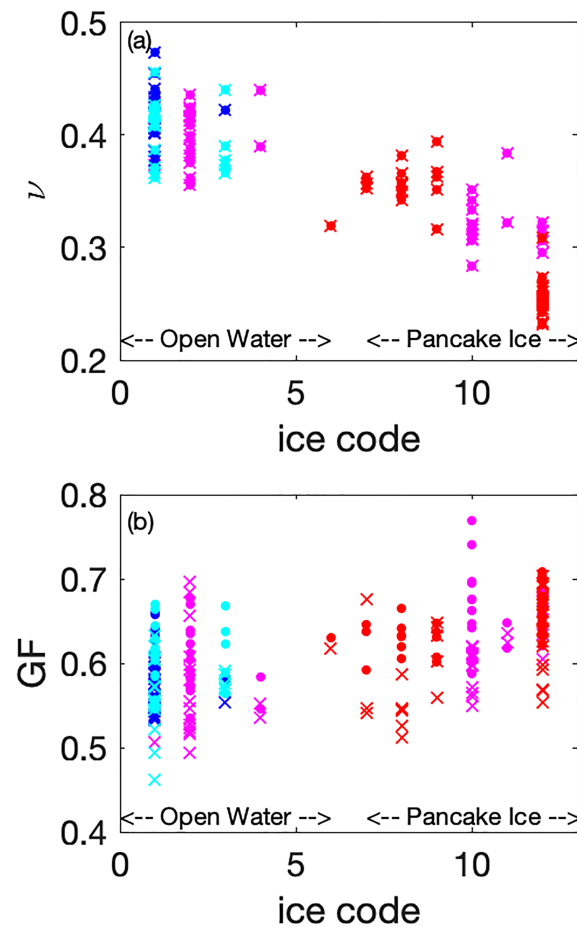 0.5
(a)
0.4
ν
0.3
<-- Open Water --> <-- Pancake Ice -->
0.2
0 5 10
ice code
0.8
(b)
0.7
GF
0.6
0.5
<-- Open Water --> <-- Pancake Ice -->
0.4
0 5 10
ice code